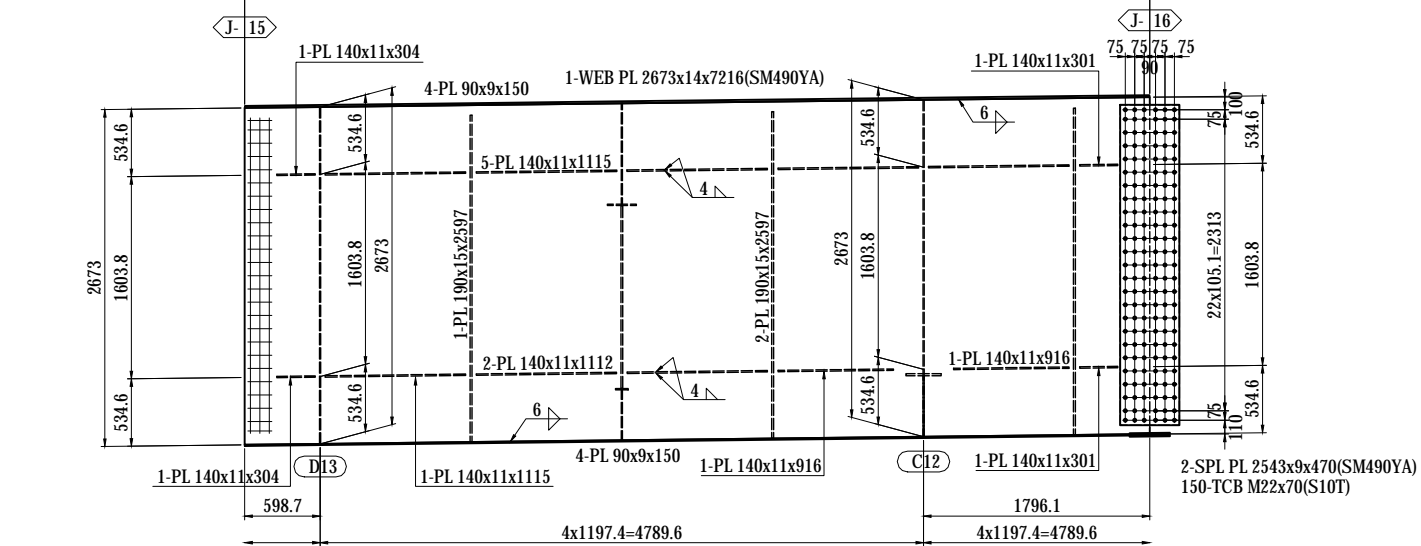 J- 15
J- 16
1-PL 140x11x304
75 75 75 75
90
1-PL 140x11x301
1-WEB PL 2673x14x7216(SM490YA)
4-PL 90x9x150
6
100
75
534.6
534.6
534.6
534.6
5-PL 140x11x1115
4
2673
1603.8
1603.8
2673
1-PL 190x15x2597
2-PL 190x15x2597
2673
1603.8
22x105.1=2313
1603.8
2-PL 140x11x1112
1-PL 140x11x916
4
534.6
534.6
534.6
534.6
75
110
6
4-PL 90x9x150
1-PL 140x11x304
D13
1-PL 140x11x1115
1-PL 140x11x916
C12
1-PL 140x11x301
2-SPL PL 2543x9x470(SM490YA)
150-TCB M22x70(S10T)
598.7
1796.1
4x1197.4=4789.6
4x1197.4=4789.6